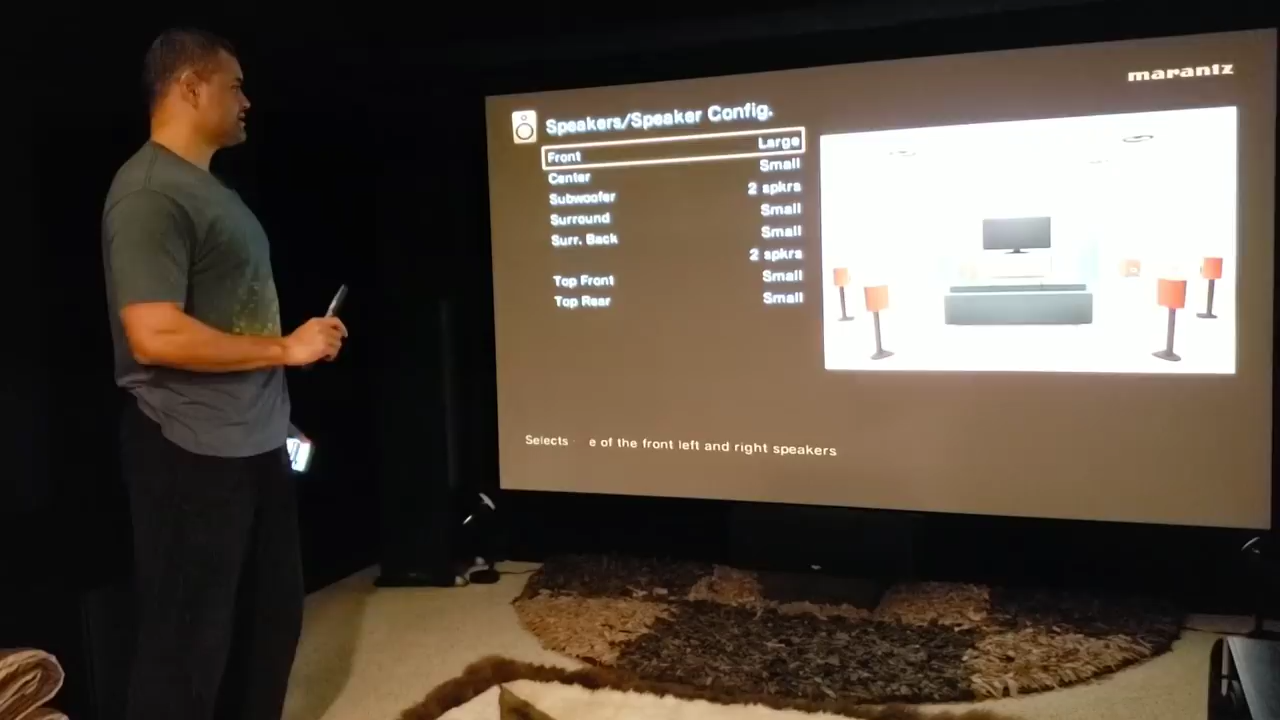 marantz
Speakers/Speaker Config.
Front Large
Center Small
Subwoofer 2 spkrs
Surround Small
Surr. Back Small
2 spkrs
Top Front Small
Top Rear Small
Selects e of the front left and right speakers